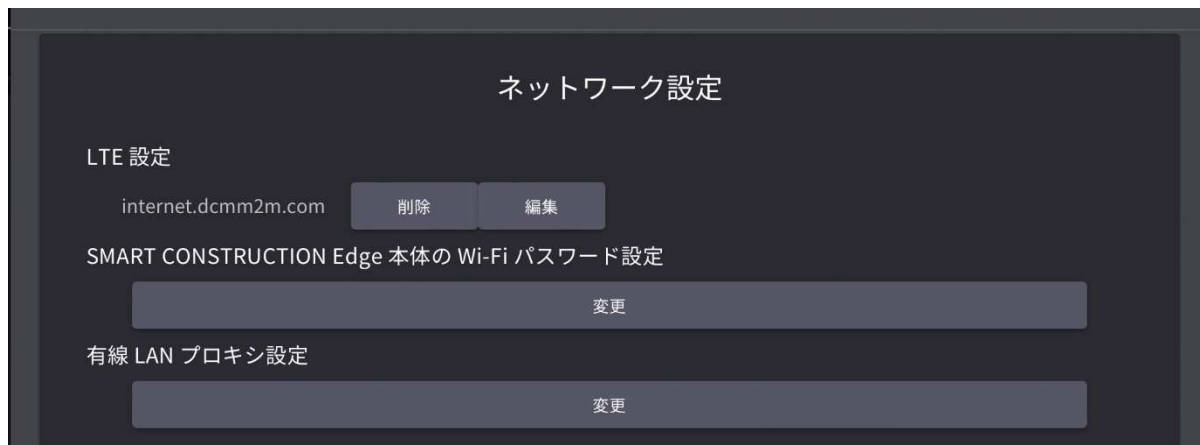 ネットワーク設定
LTE 設定
internet.dcmm2m.com 削除 編集
SMART CONSTRUCTION Edge 本体の Wi-Fi パスワード設定
変更
有線 LAN プロキシ設定
変更